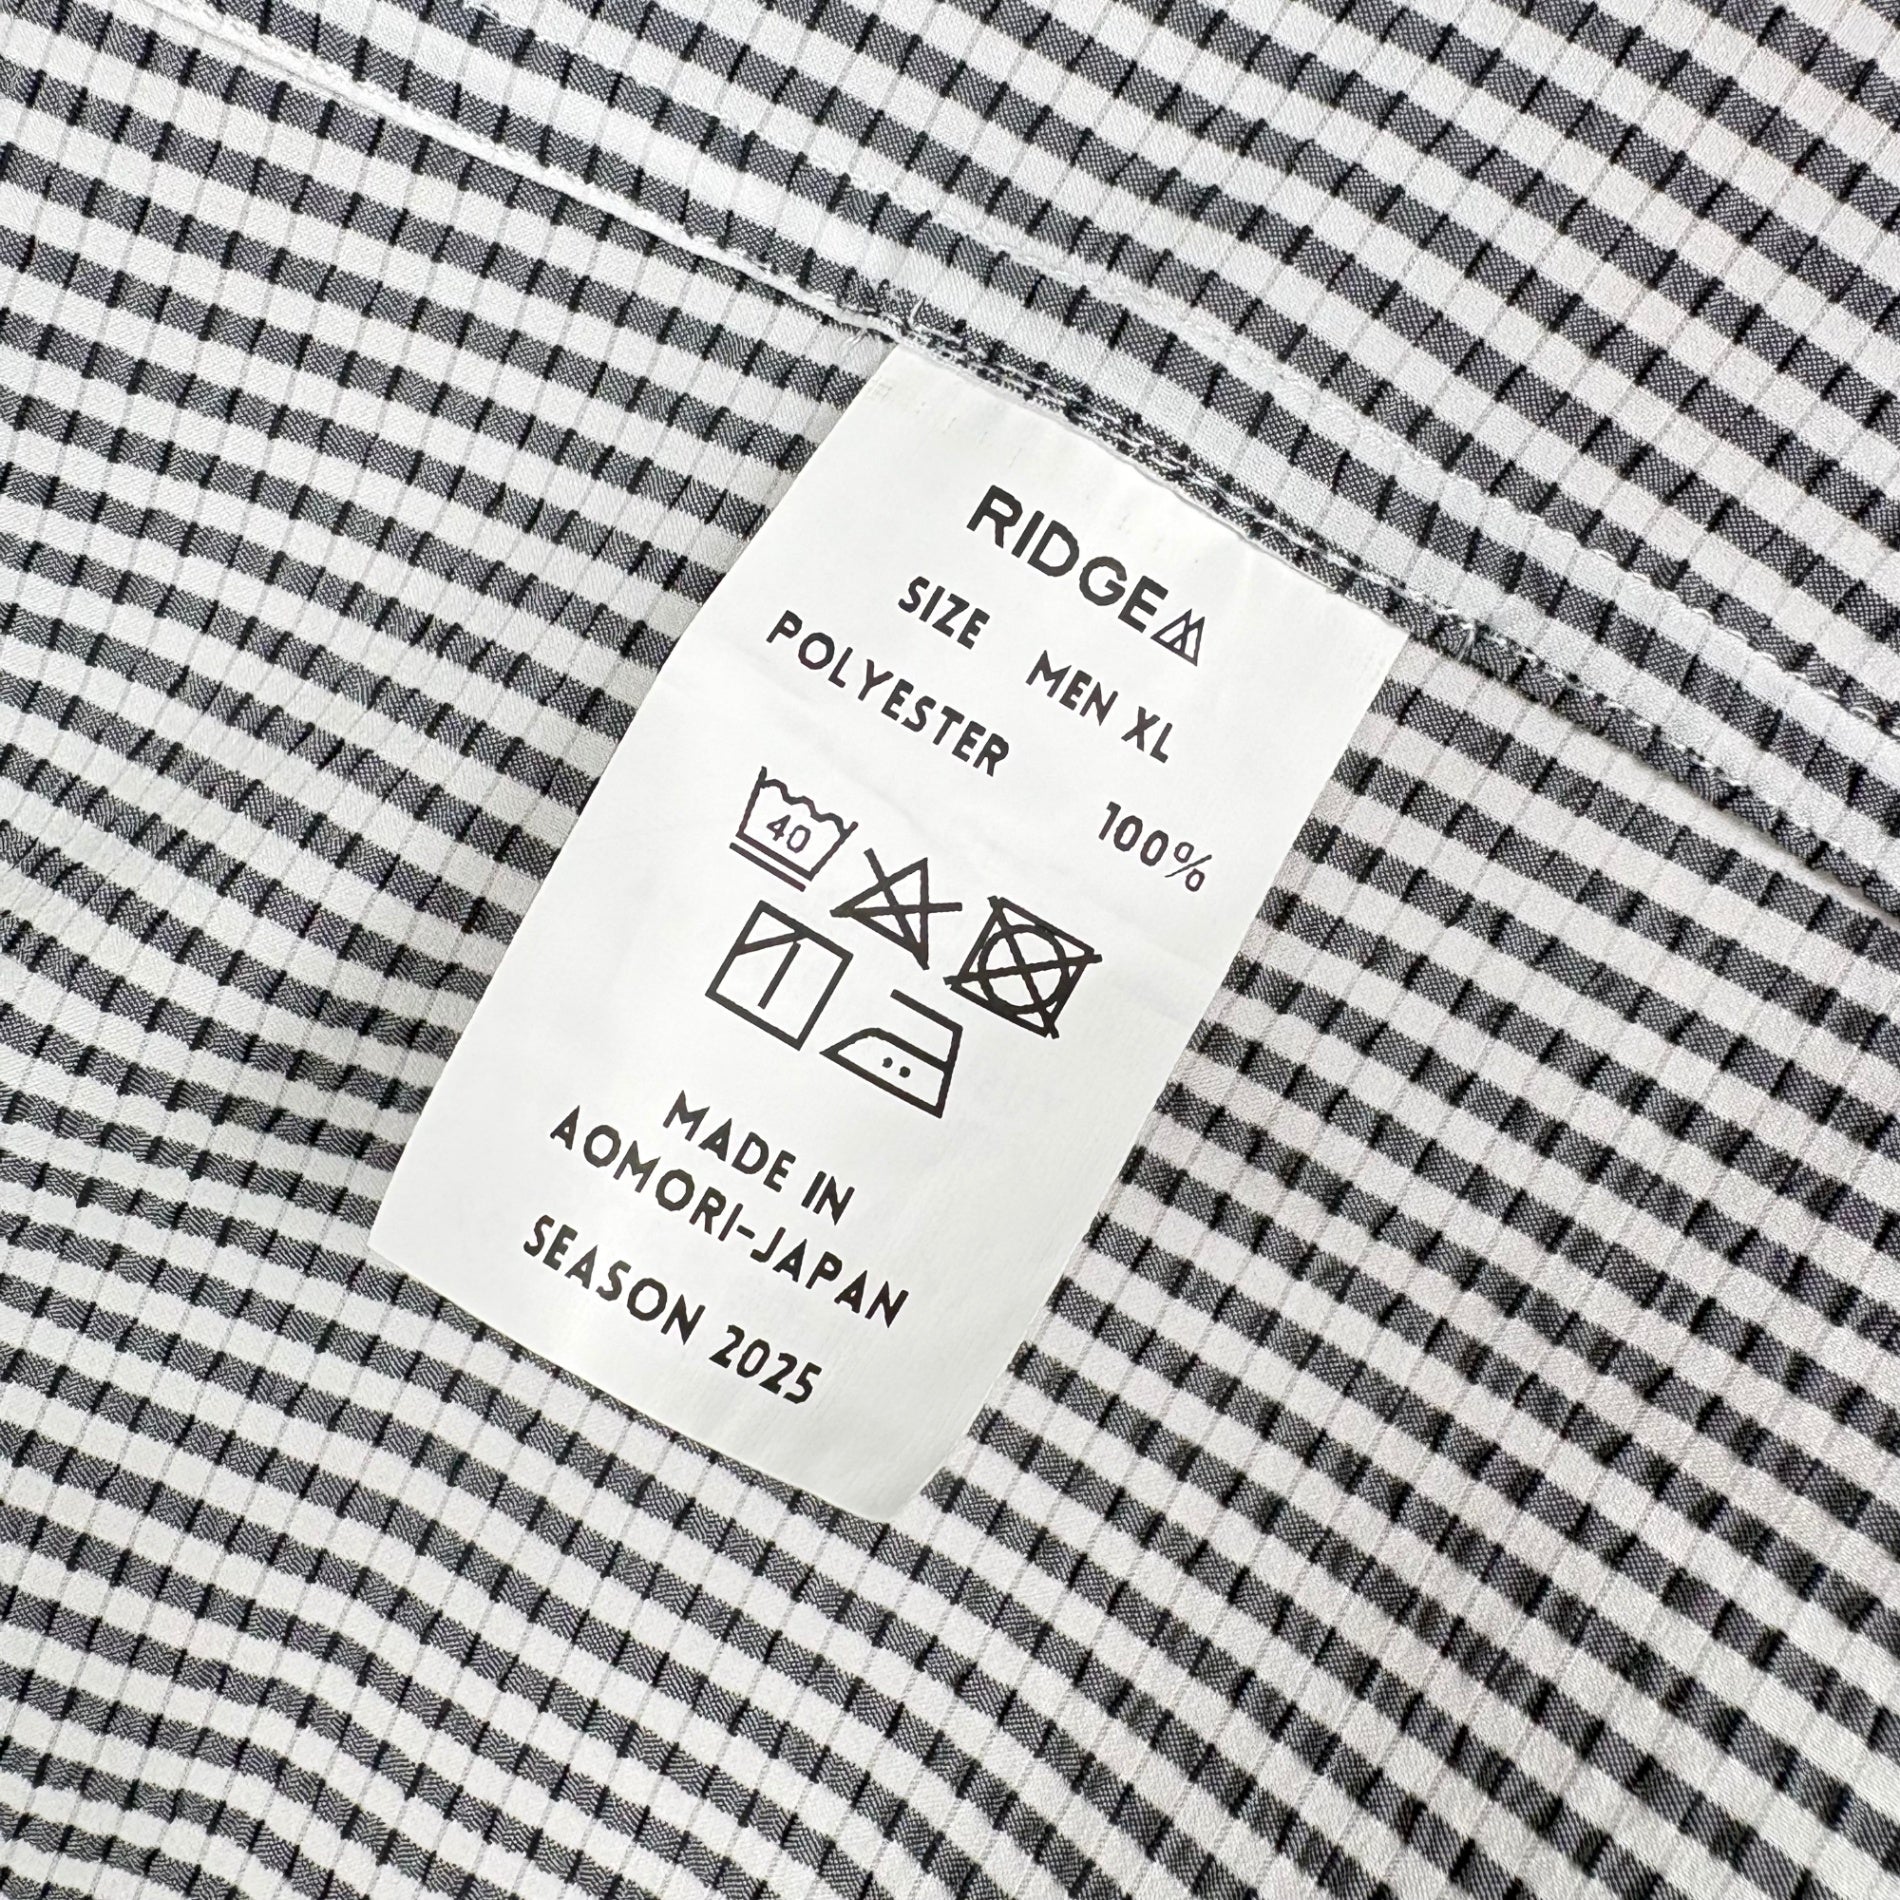 RIDGE
SIZE MEN XL
POLYESTER 100%
40
MADE IN
AOMORI-JAPAN
SEASON 2025